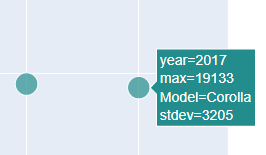 year=2017
max=19133
Model=Corolla
stdev=3205